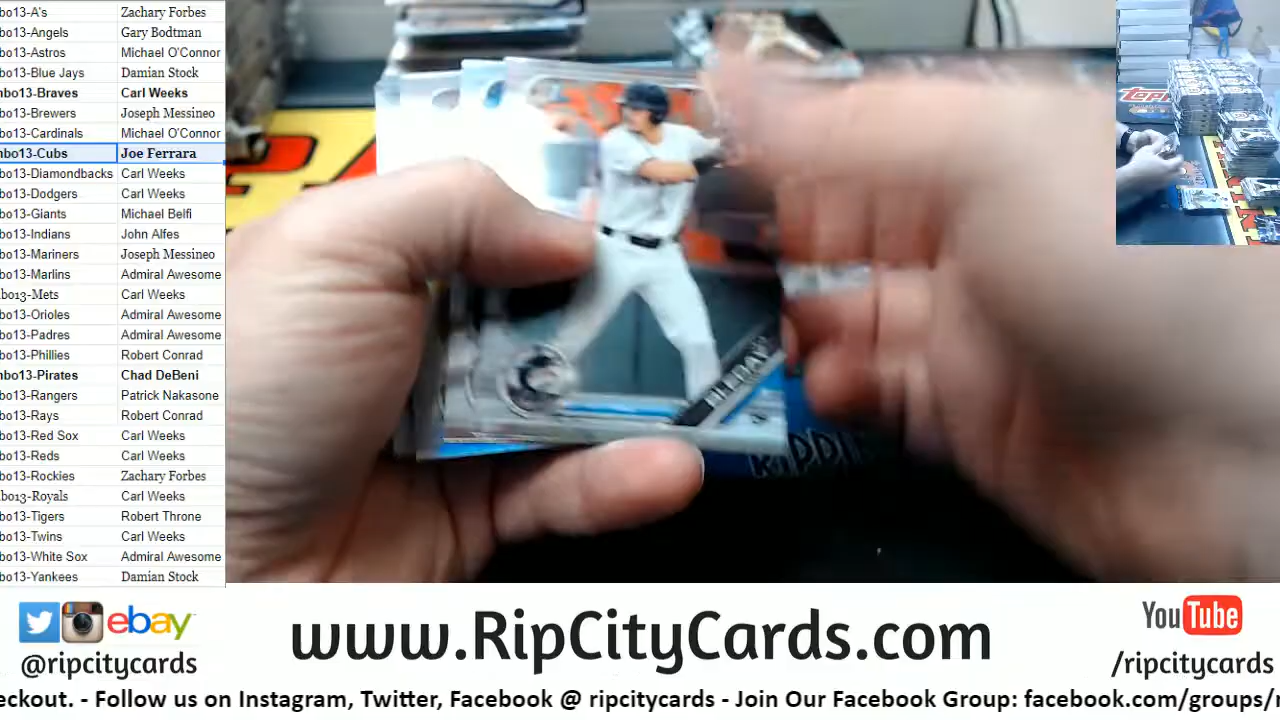 bo13-A's Zachary Forbes
bo13-Angels Gary Bodtman
bo13-Astros Michael O'Connor
bo13-Blue Jays Damian Stock
nbo13-Braves Carl Weeks
bo13-Brewers Joseph Messineo
bo13-Cardinals Michael O'Connor
nbo13-Cubs Joe Ferrara
bo13-Diamondbacks Carl Weeks
bo13-Dodgers Carl Weeks
bo13-Giants Michael Belfi
bo13-Indians John Alfes
bo13-Mariners Joseph Messineo
bo13-Marlins Admiral Awesome
bo13-Mets Carl Weeks
bo13-Orioles Admiral Awesome
bo13-Padres Admiral Awesome
bo13-Phillies Robert Conrad
nbo13-Pirates Chad DeBeni
bo13-Rangers Patrick Nakasone
bo13-Rays Robert Conrad
bo13-Red Sox Carl Weeks
bo13-Reds Carl Weeks
bo13-Rockies Zachary Forbes
bo13-Royals Carl Weeks
bo13-Tigers Robert Throne
bo13-Twins Carl Weeks
bo13-White Sox Admiral Awesome
bo13-Yankees Damian Stock
Topps
ebay
@ripcitycards
www.RipCityCards.com
YouTube
/ripcitycards
eckout. - Follow us on Instagram, Twitter, Facebook @ ripcitycards - Join Our Facebook Group: facebook.com/groups/r